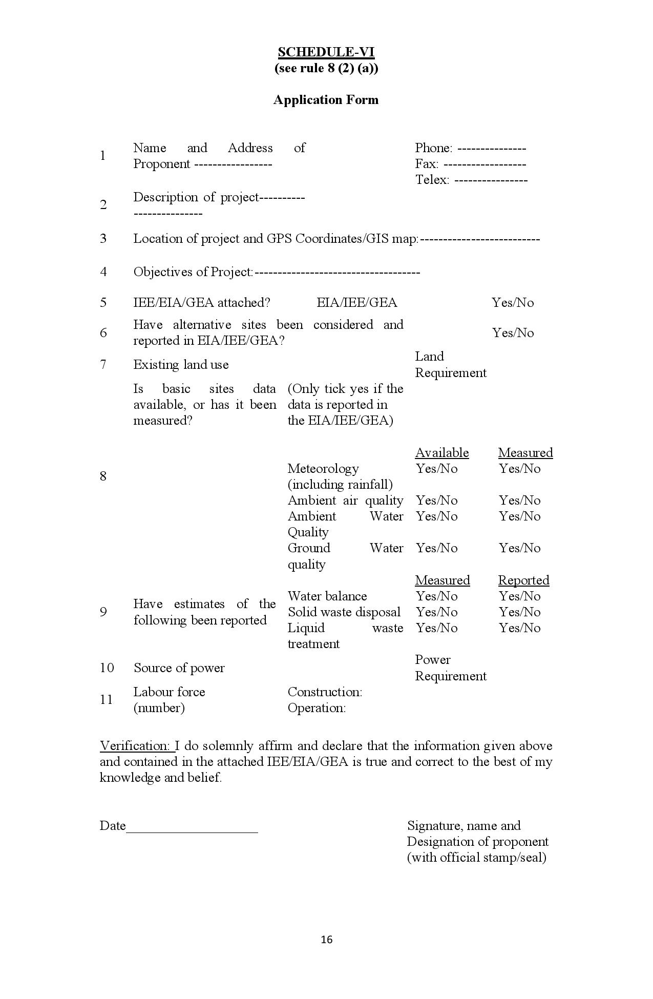 SCHEDULE-VI
(see rule 8 (2) (a))
Application Form
1 Name and Address of Proponent -----------------
Phone: ---------------
Fax: ------------------
Telex: ----------------
2 Description of project----------
---------------
3 Location of project and GPS Coordinates/GIS map:--------------------------
4 Objectives of Project:------------------------------------
5 IEE/EIA/GEA attached? EIA/IEE/GEA Yes/No
6 Have alternative sites been considered and
reported in EIA/IEE/GEA? Yes/No
7 Existing land use Land
Requirement
8 Is basic sites data
available, or has it been
measured?
(Only tick yes if the
data is reported in
the EIA/IEE/GEA)
Available Measured
Meteorology Yes/No Yes/No
(including rainfall)
Ambient air quality Yes/No Yes/No
Ambient Water Yes/No Yes/No
Quality
Ground Water Yes/No Yes/No
quality
Measured Reported
9 Have estimates of the
following been reported
Water balance Yes/No Yes/No
Solid waste disposal Yes/No Yes/No
Liquid waste Yes/No Yes/No
treatment
10 Source of power Power
Requirement
11 Labour force
(number)
Construction:
Operation:
Verification: I do solemnly affirm and declare that the information given above
and contained in the attached IEE/EIA/GEA is true and correct to the best of my
knowledge and belief.
Date____________________
Signature, name and
Designation of proponent
(with official stamp/seal)
16